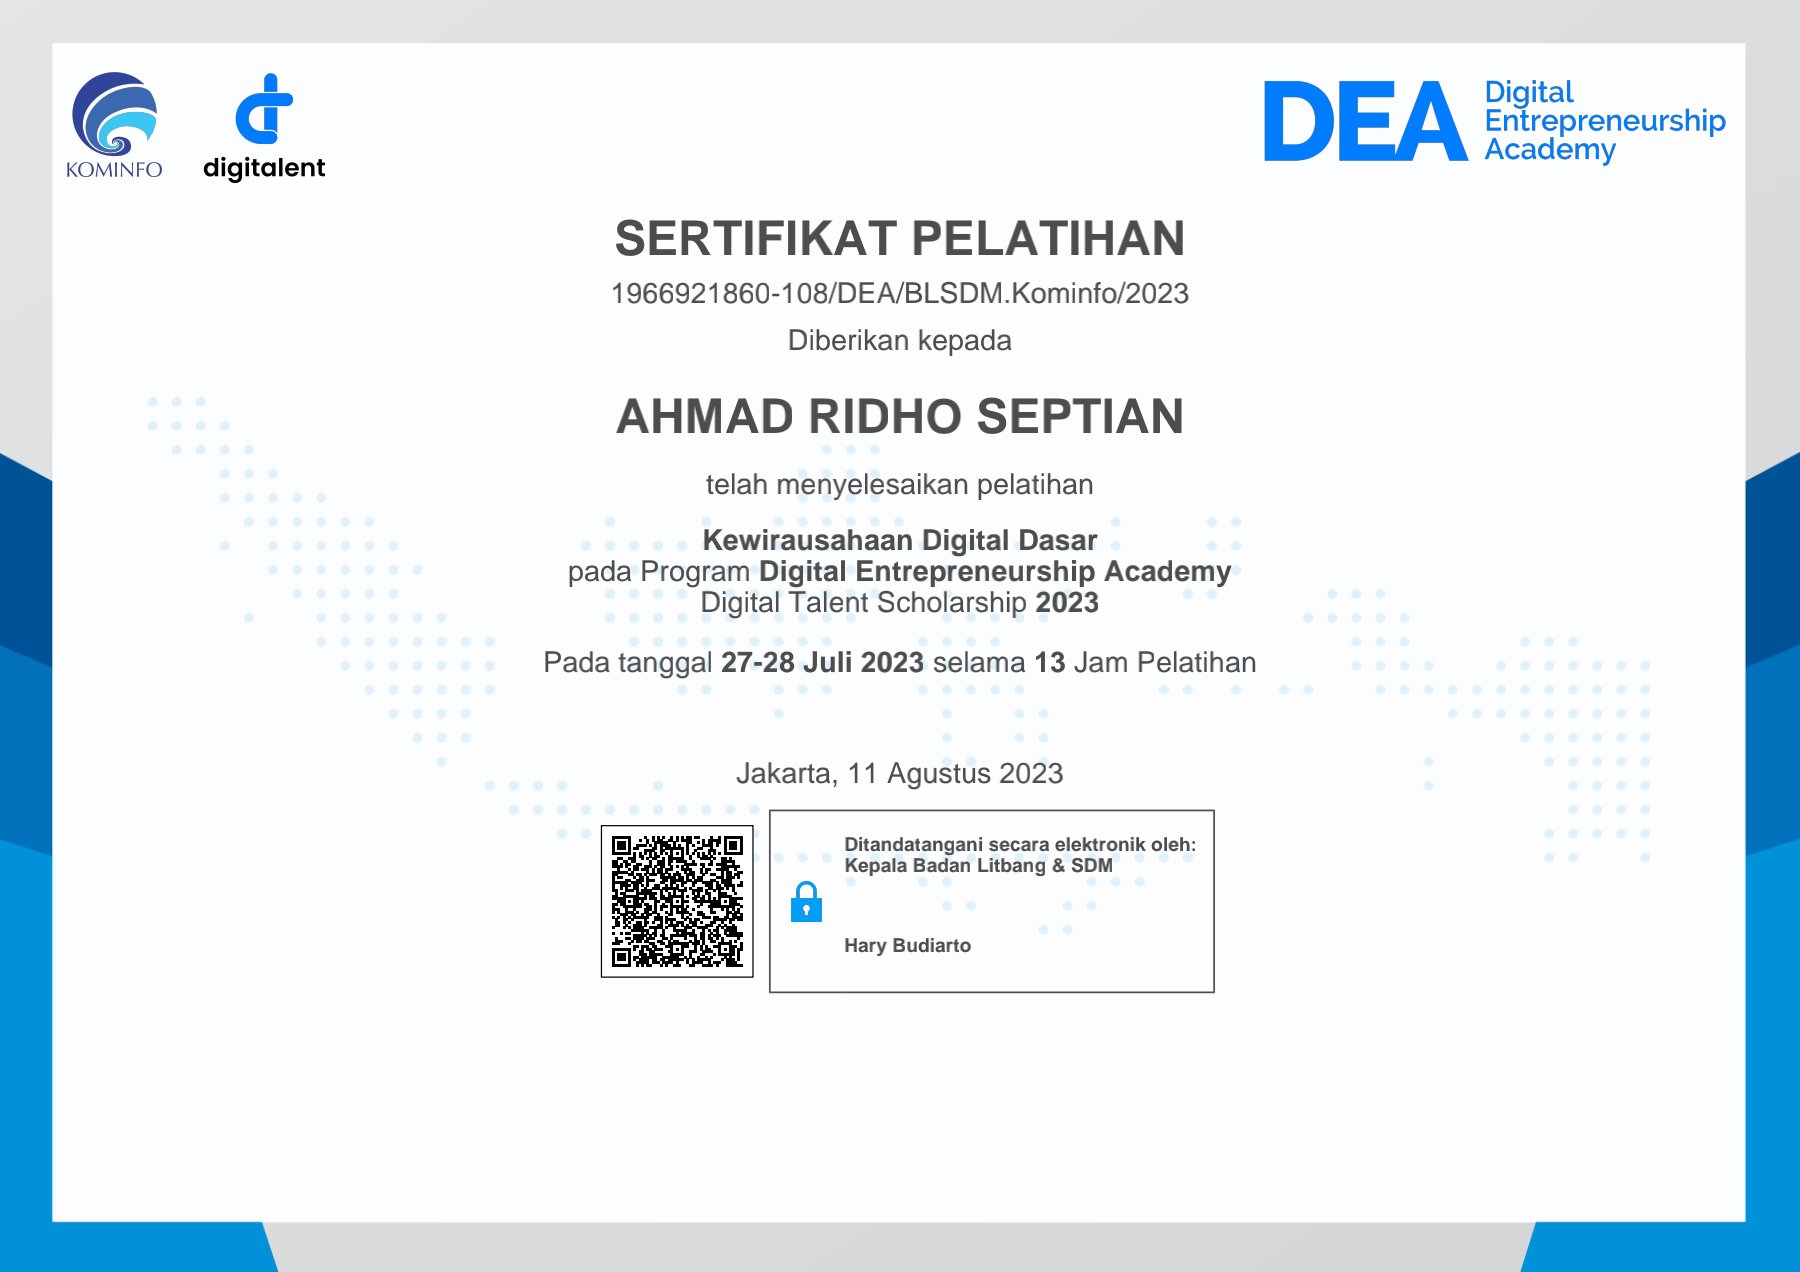 KOMINFO
digitalent
DEA
Digital
Entrepreneurship
Academy
SERTIFIKAT PELATIHAN
1966921860-108/DEA/BLSDM.Kominfo/2023
Diberikan kepada
AHMAD RIDHO SEPTIAN
telah menyelesaikan pelatihan
Kewirausahaan Digital Dasar
pada Program Digital Entrepreneurship Academy
Digital Talent Scholarship 2023
Pada tanggal 27-28 Juli 2023 selama 13 Jam Pelatihan
Jakarta, 11 Agustus 2023
Ditandatangani secara elektronik oleh:
Kepala Badan Litbang & SDM
Hary Budiarto